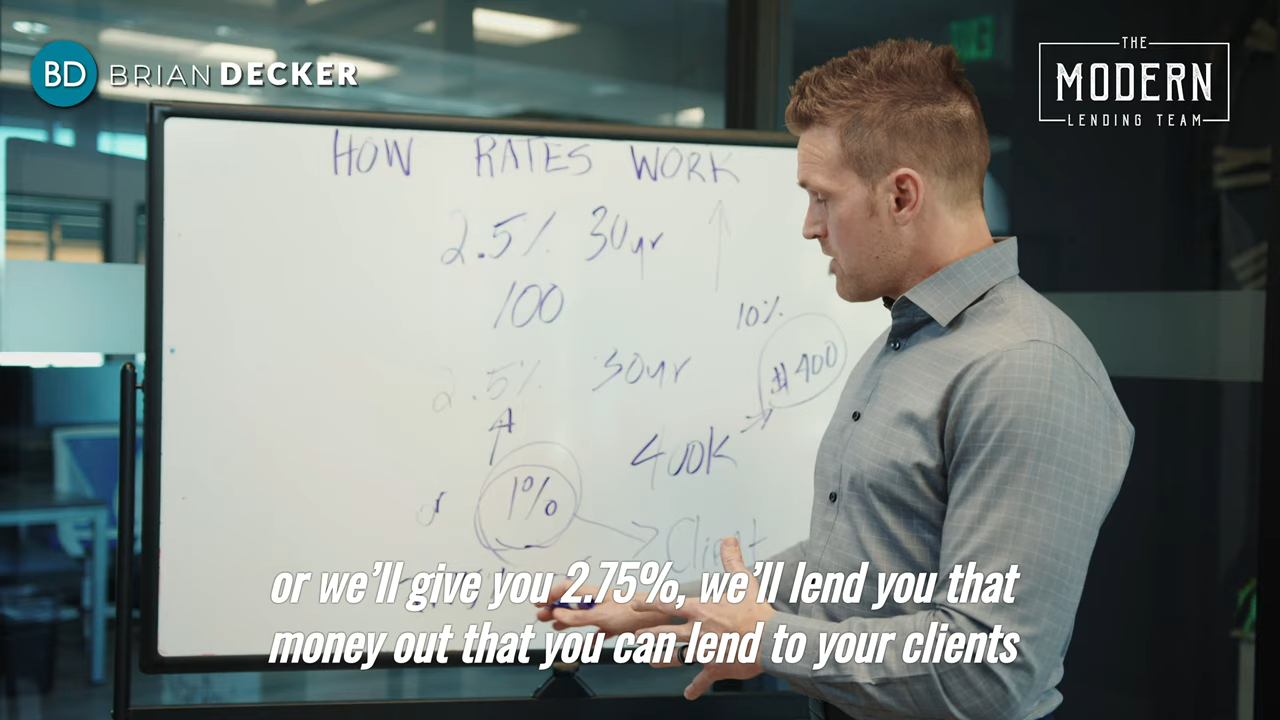 BD BRIAN DECKER
THE
MODERN
LENDING TEAM
HOW RATES WORK
2.5% 30yr
100
10%
2.5% 30yr
$400
400K
1%
Client
or we’ll give you 2.75%, we’ll lend you that
money out that you can lend to your clients